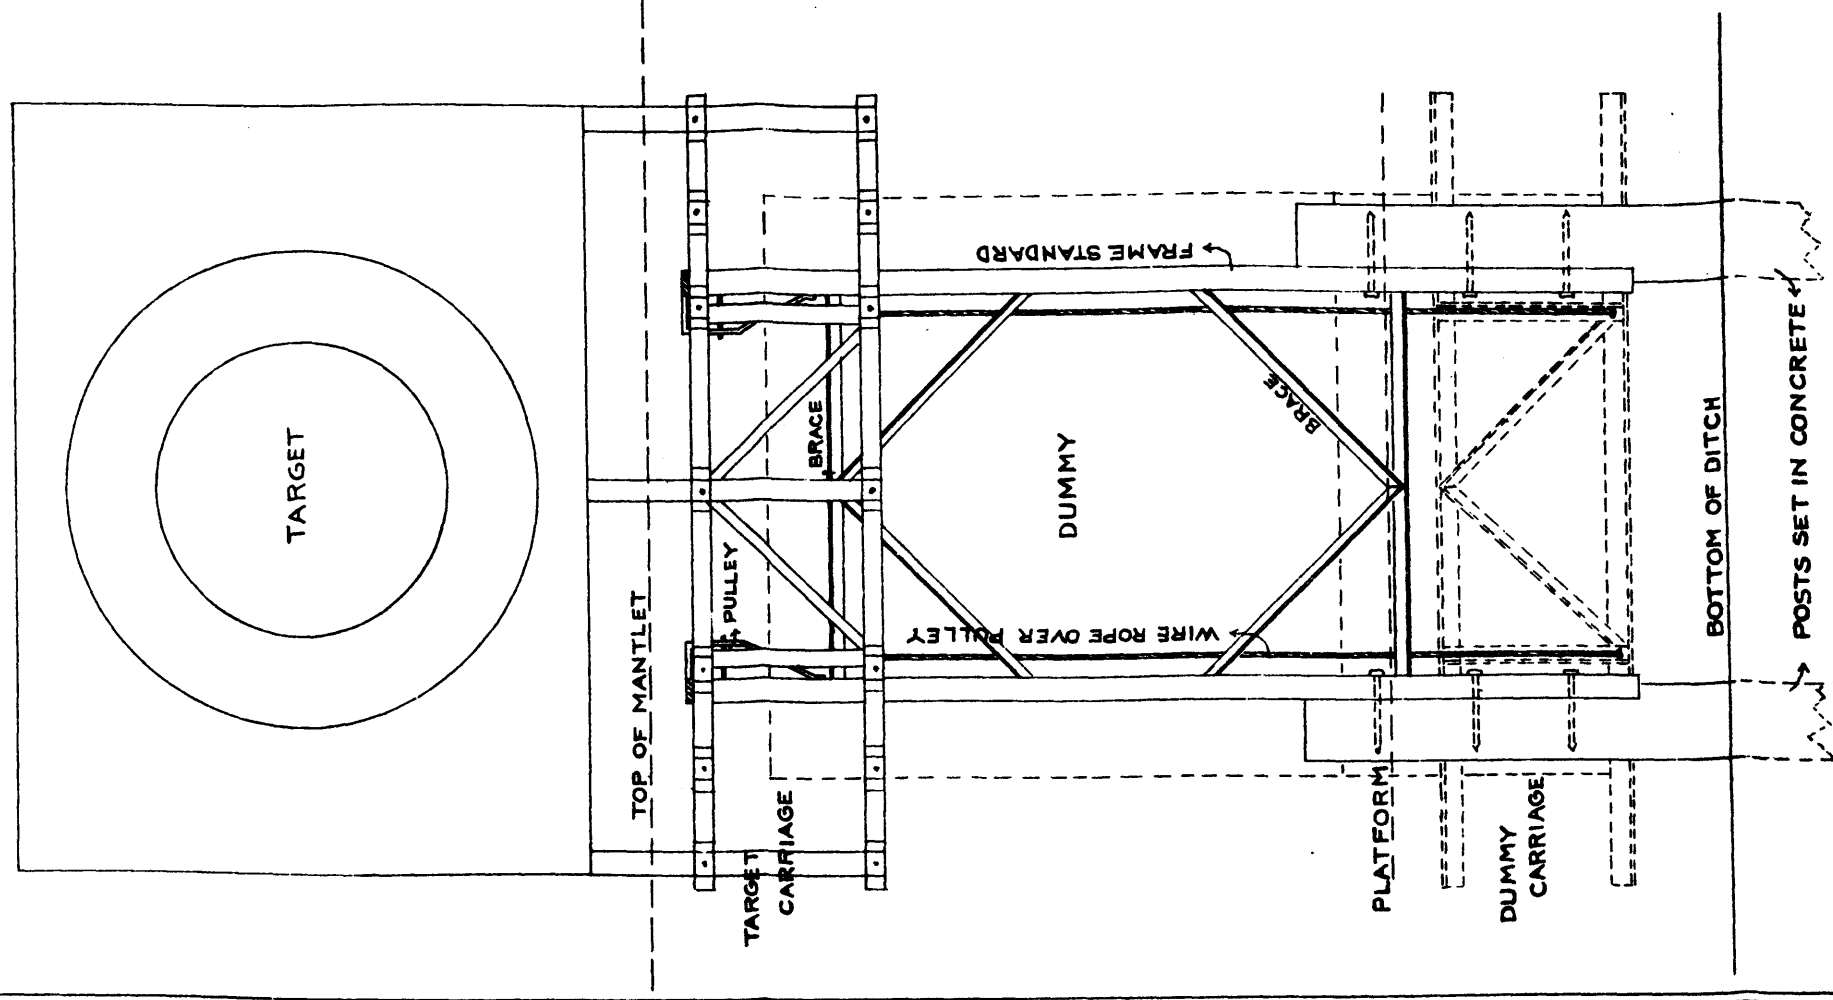 TARGET
TOP OF MANTLET
TARGET
CARRIAGE
PULLEY
BRACE
FRAME STANDARD
DUMMY
WIRE ROPE OVER PULLEY
BRACE
PLATFORM
DUMMY
CARRIAGE
BOTTOM OF DITCH
POSTS SET IN CONCRETE